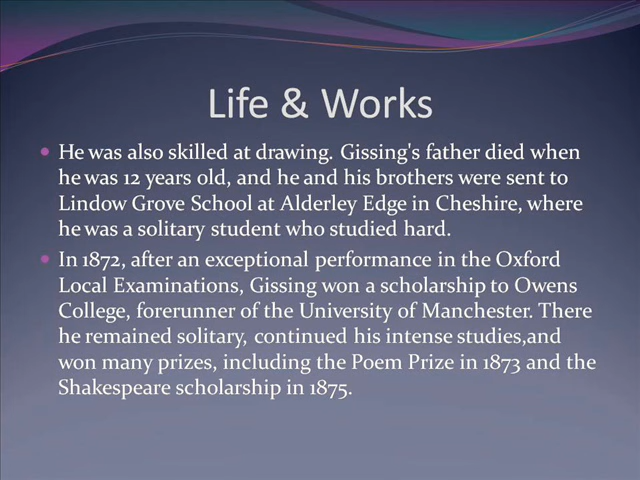 Life & Works
• He was also skilled at drawing. Gissing's father died when
he was 12 years old, and he and his brothers were sent to
Lindow Grove School at Alderley Edge in Cheshire, where
he was a solitary student who studied hard.
• In 1872, after an exceptional performance in the Oxford
Local Examinations, Gissing won a scholarship to Owens
College, forerunner of the University of Manchester. There
he remained solitary, continued his intense studies,and
won many prizes, including the Poem Prize in 1873 and the
Shakespeare scholarship in 1875.